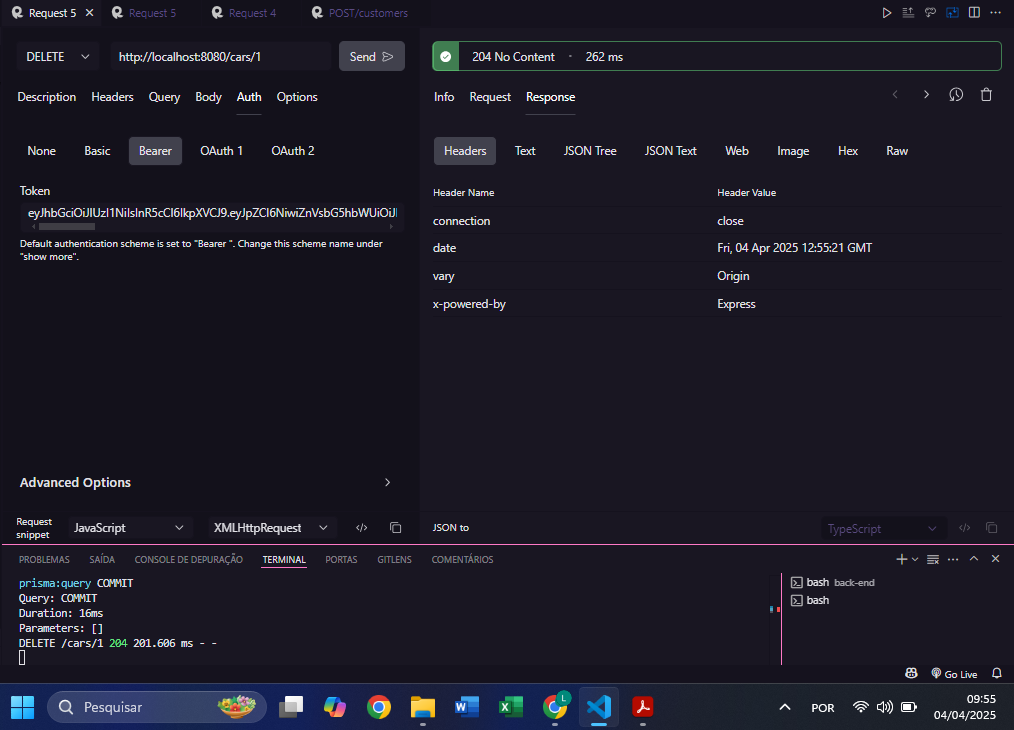 Request 5
Request 5
Request 4
POST/customers
DELETE
http://localhost:8080/cars/1
Send
204 No Content · 262 ms
Description Headers Query Body Auth Options
Info Request Response
None Basic Bearer OAuth 1 OAuth 2
Headers Text JSON Tree JSON Text Web Image Hex Raw
Token
Header Name Header Value
connection close
date Fri, 04 Apr 2025 12:55:21 GMT
vary Origin
x-powered-by Express
Default authentication scheme is set to "Bearer ". Change this scheme name under
"show more".
Advanced Options
Request
snippet
JavaScript
XMLHttpRequest
JSON to
TypeScript
PROBLEMAS SAÍDA CONSOLE DE DEPURAÇÃO TERMINAL PORTAS GITLENS COMENTÁRIOS
prisma:query COMMIT
Query: COMMIT
Duration: 16ms
Parameters: []
DELETE /cars/1 204 201.606 ms - -
bash back-end
bash
Go Live
Pesquisar
L
POR
09:55
04/04/2025